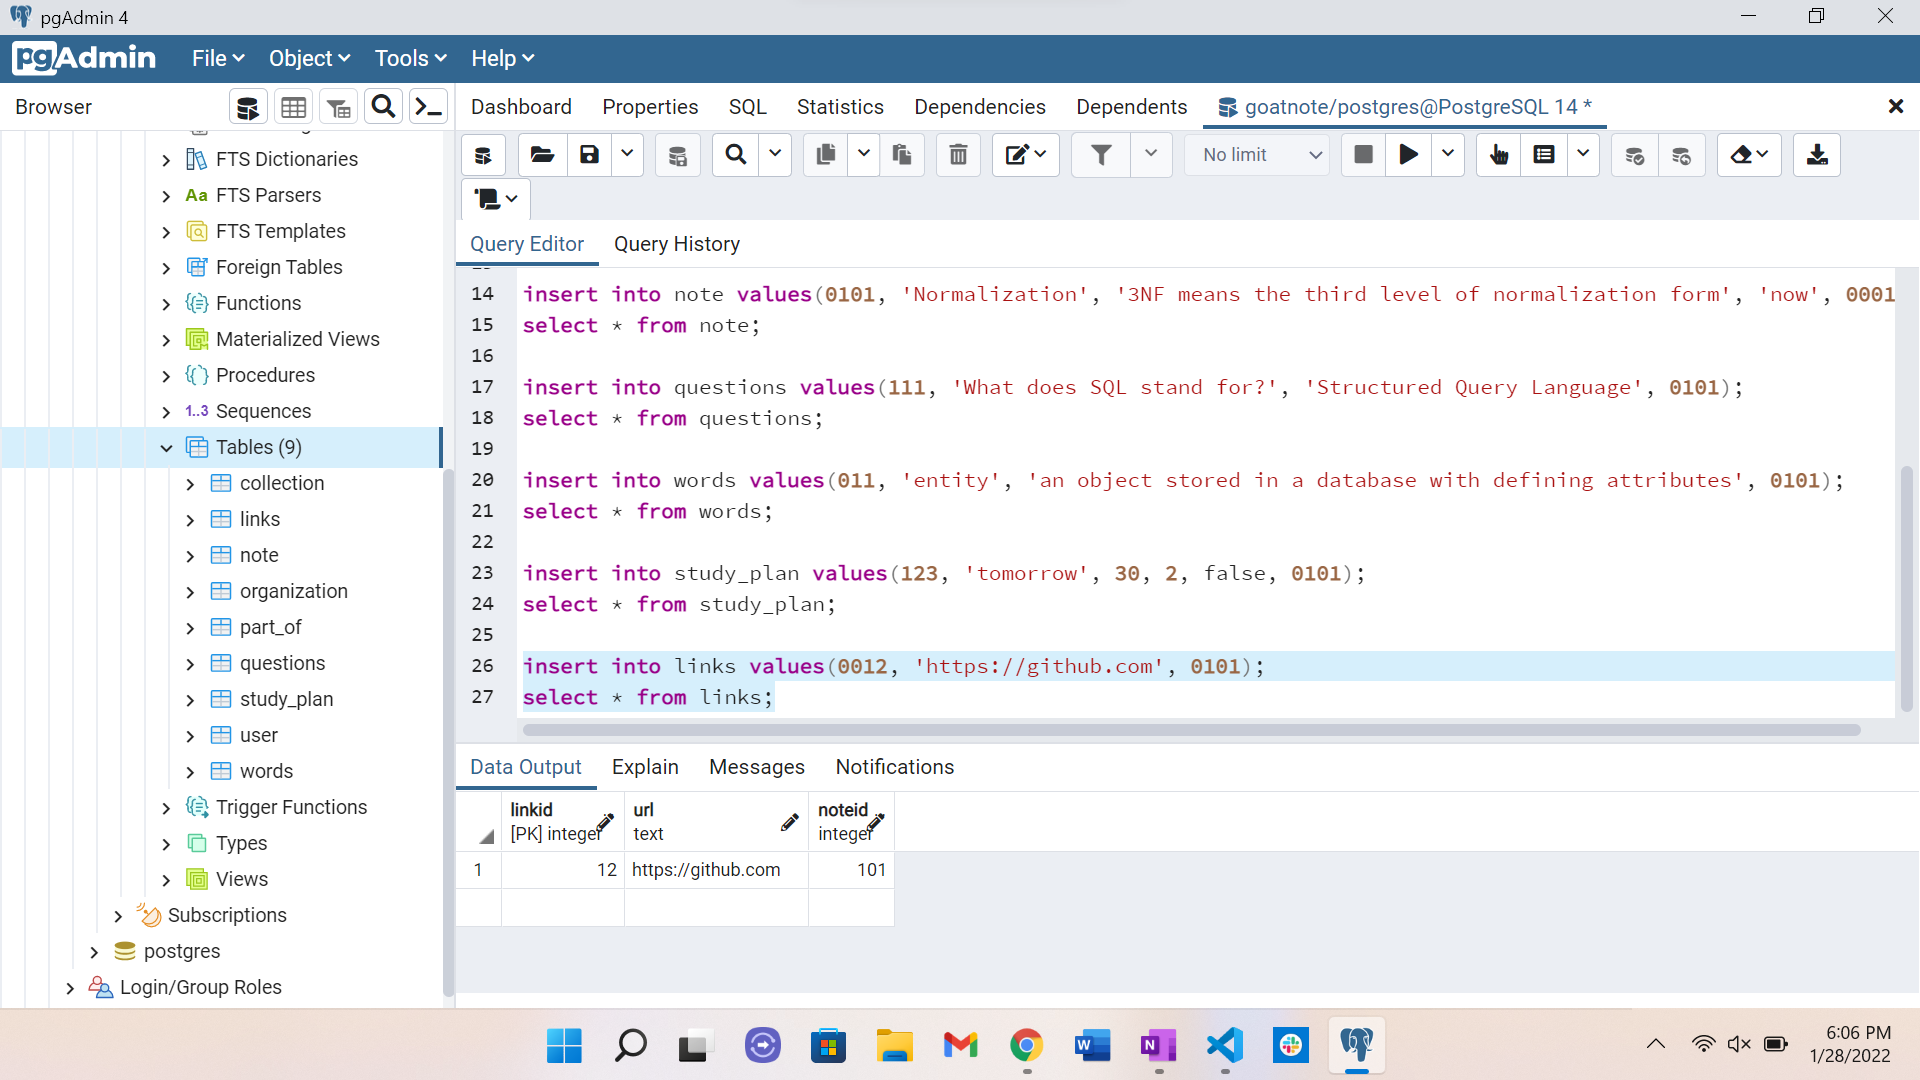 pgAdmin 4
pgAdmin File Object Tools Help
Browser
Dashboard Properties SQL Statistics Dependencies Dependents goatnote/postgres@PostgreSQL 14 *
No limit
FTS Dictionaries
Aa FTS Parsers
FTS Templates
Foreign Tables
Functions
Materialized Views
Procedures
1..3 Sequences
Tables (9)
collection
links
note
organization
part_of
questions
study_plan
user
words
Trigger Functions
Types
Views
Subscriptions
postgres
Login/Group Roles
Query Editor Query History
14 insert into note values(0101, 'Normalization', '3NF means the third level of normalization form', 'now', 0001
15 select * from note;
16
17 insert into questions values(111, 'What does SQL stand for?', 'Structured Query Language', 0101);
18 select * from questions;
19
20 insert into words values(011, 'entity', 'an object stored in a database with defining attributes', 0101);
21 select * from words;
22
23 insert into study_plan values(123, 'tomorrow', 30, 2, false, 0101);
24 select * from study_plan;
25
26 insert into links values(0012, 'https://github.com', 0101);
27 select * from links;
Data Output Explain Messages Notifications
linkid url noteid
[PK] integer text integer
1 12 https://github.com 101
6:06 PM
1/28/2022